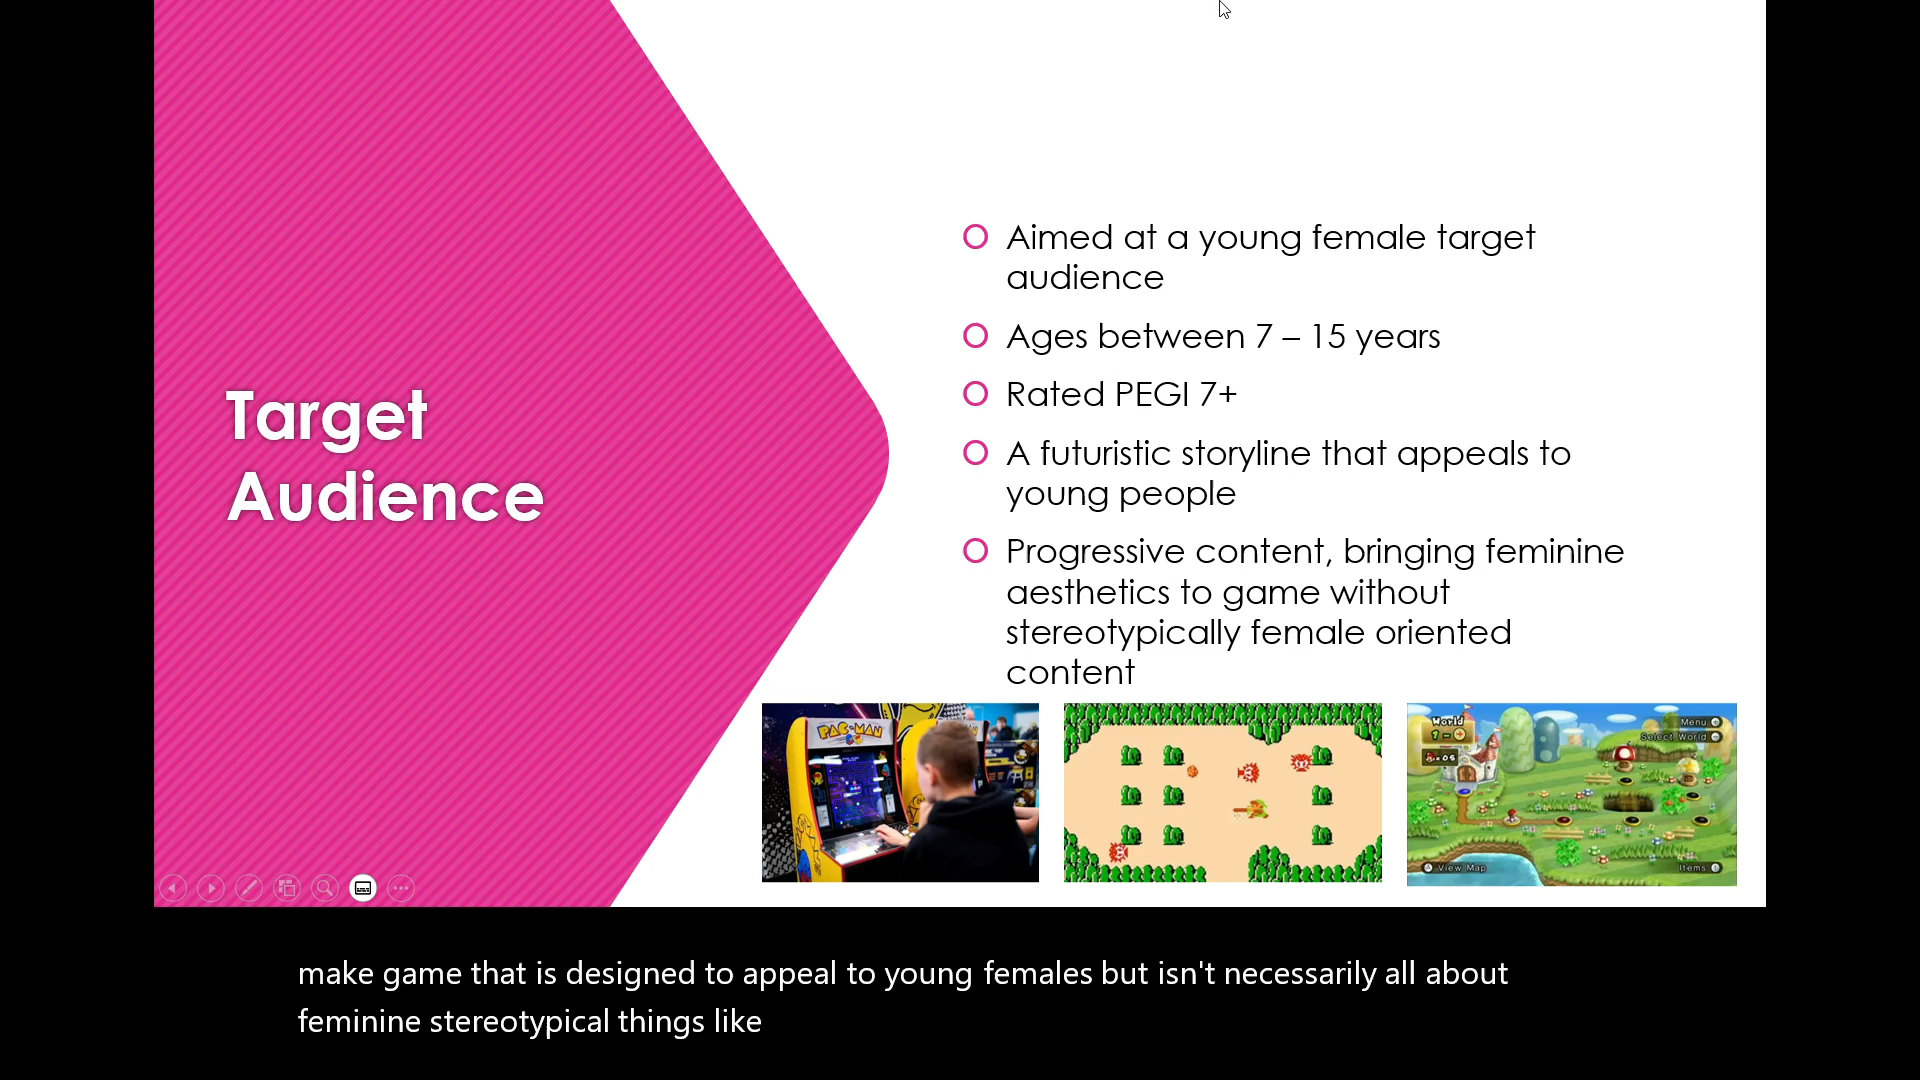 Target
Audience
Aimed at a young female target
audience
Ages between 7 – 15 years
Rated PEGI 7+
A futuristic storyline that appeals to
young people
Progressive content, bringing feminine
aesthetics to game without
stereotypically female oriented
content
PAC-MAN
World
1 -
Menu
Select World
View Map
Items
make game that is designed to appeal to young females but isn't necessarily all about
feminine stereotypical things like